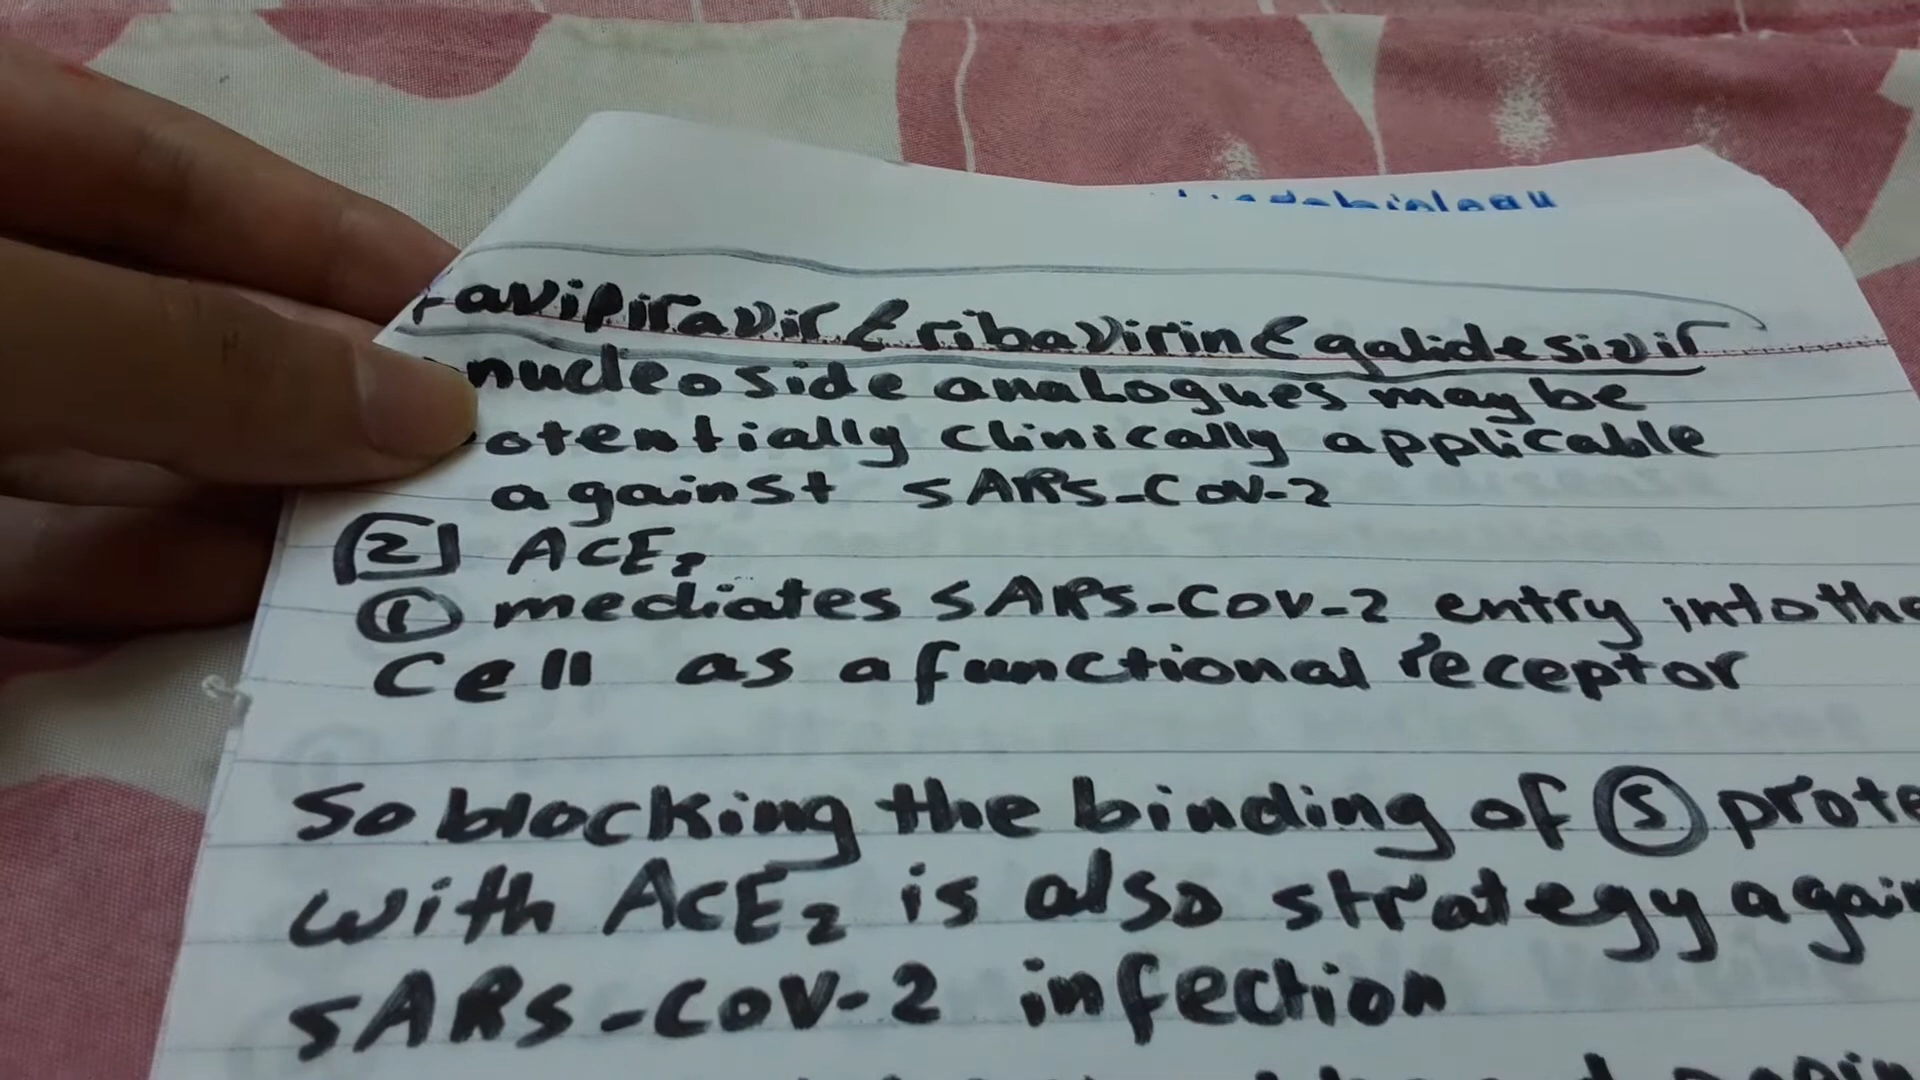 favipiravir & ribavirin & galidesivir
nucleoside analogues may be
potentially clinically applicable
against SARS-CoV-2
[2] ACE2
① mediates SARS-CoV-2 entry into the
Cell as a functional receptor
So blocking the binding of Ⓢ prote
with ACE2 is also strategy again
SARS-CoV-2 infection